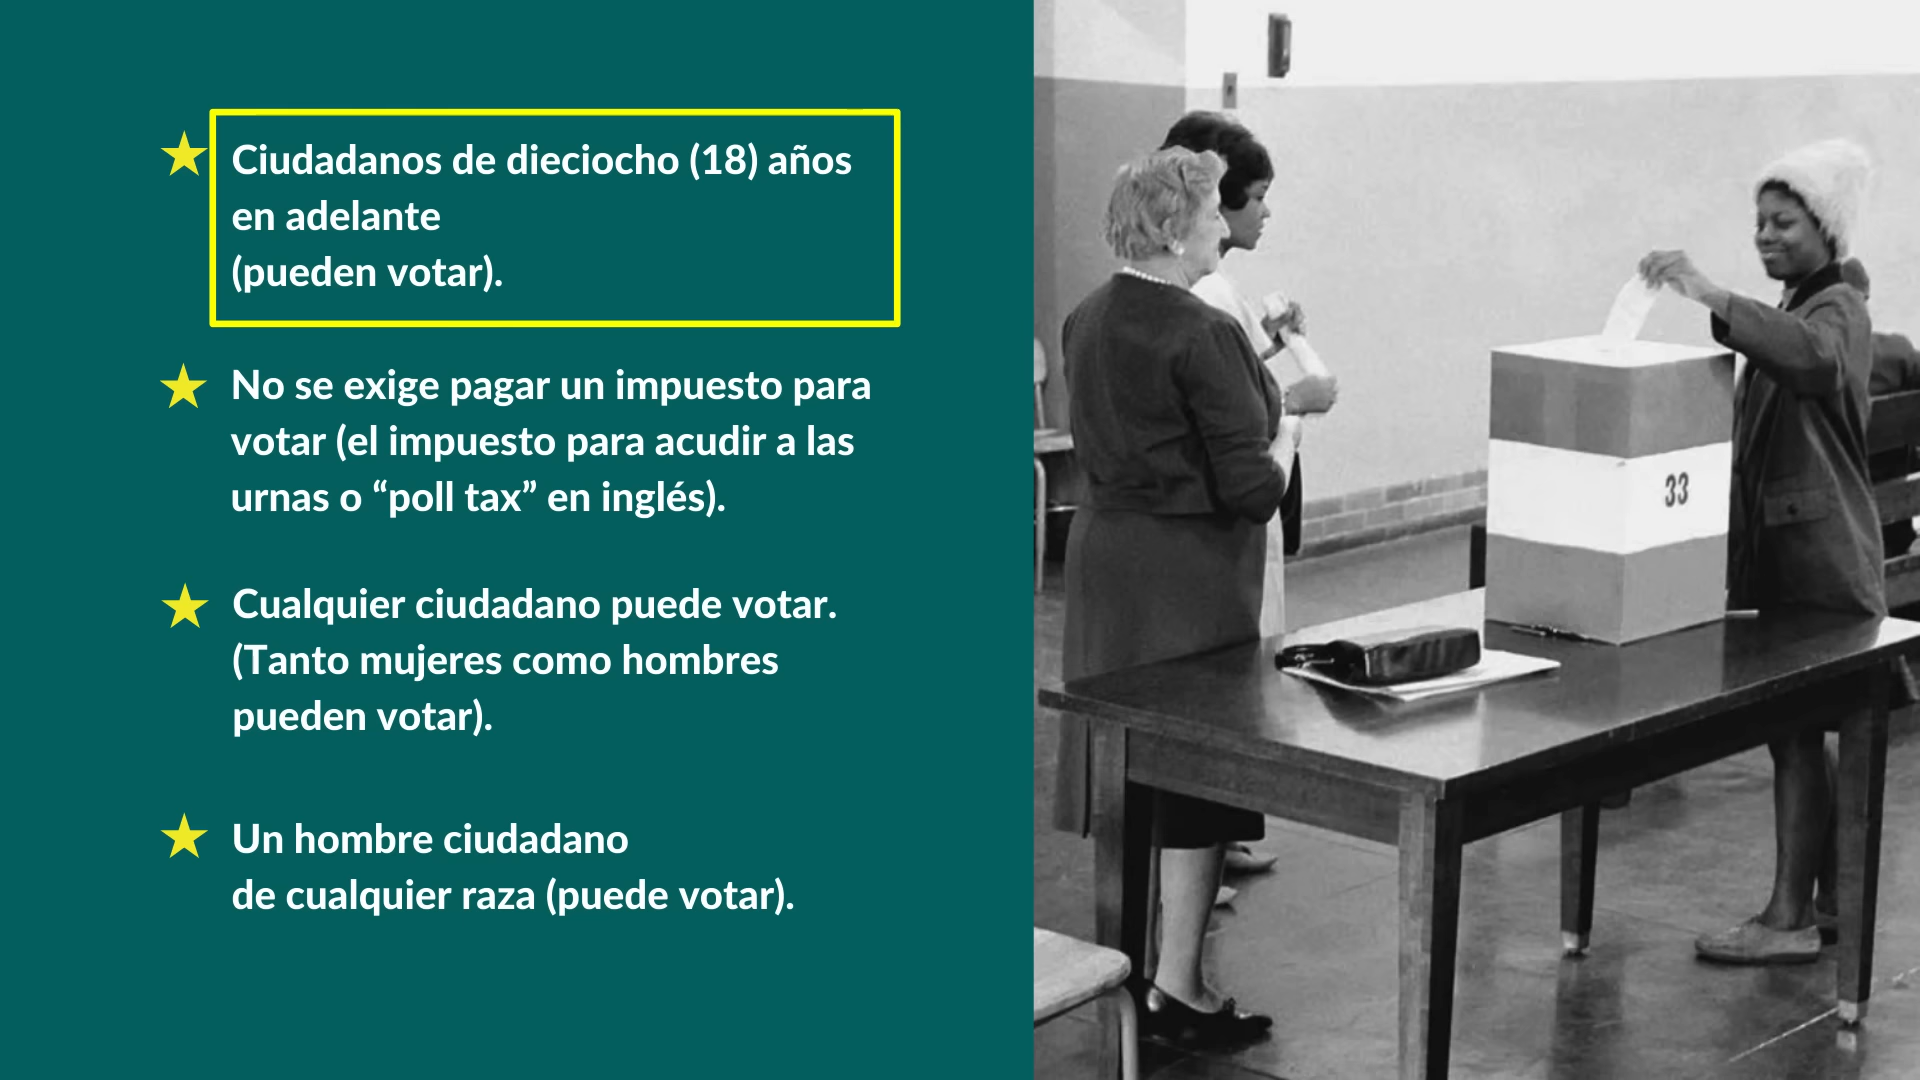 Ciudadanos de dieciocho (18) años
en adelante
(pueden votar).
No se exige pagar un impuesto para
votar (el impuesto para acudir a las
urnas o “poll tax” en inglés).
Cualquier ciudadano puede votar.
(Tanto mujeres como hombres
pueden votar).
Un hombre ciudadano
de cualquier raza (puede votar).
33